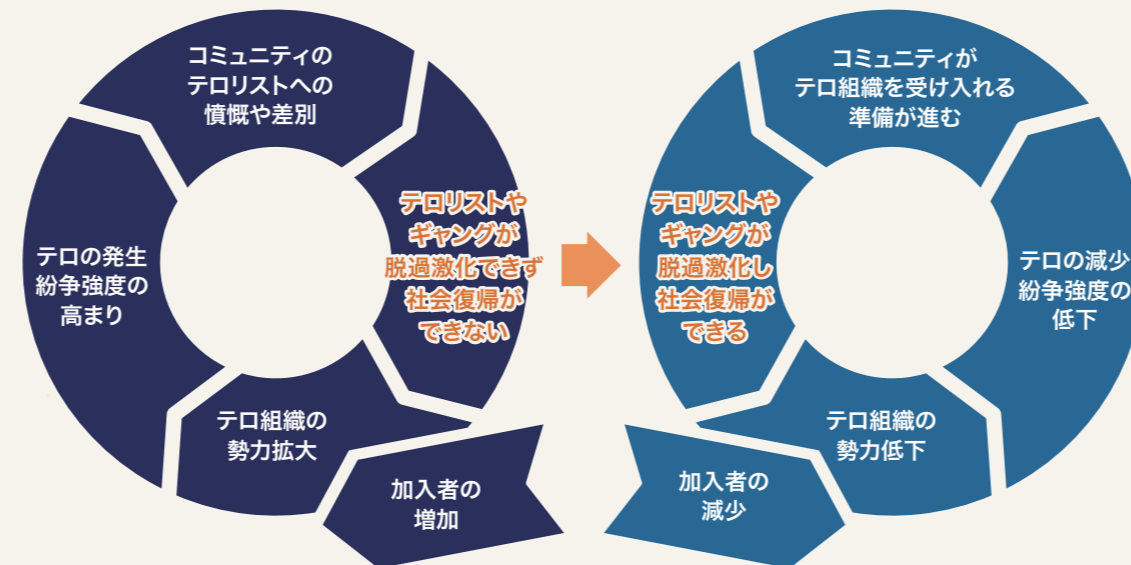 コミュニティの
テロリストへの
憤慨や差別
テロリストや
ギャングが
脱過激化できず
社会復帰が
できない
テロの発生
紛争強度の
高まり
テロ組織の
勢力拡大
加入者の
増加
コミュニティが
テロ組織を受け入れる
準備が進む
テロリストや
ギャングが
脱過激化し
社会復帰が
できる
テロの減少
紛争強度の
低下
テロ組織の
勢力低下
加入者の
減少